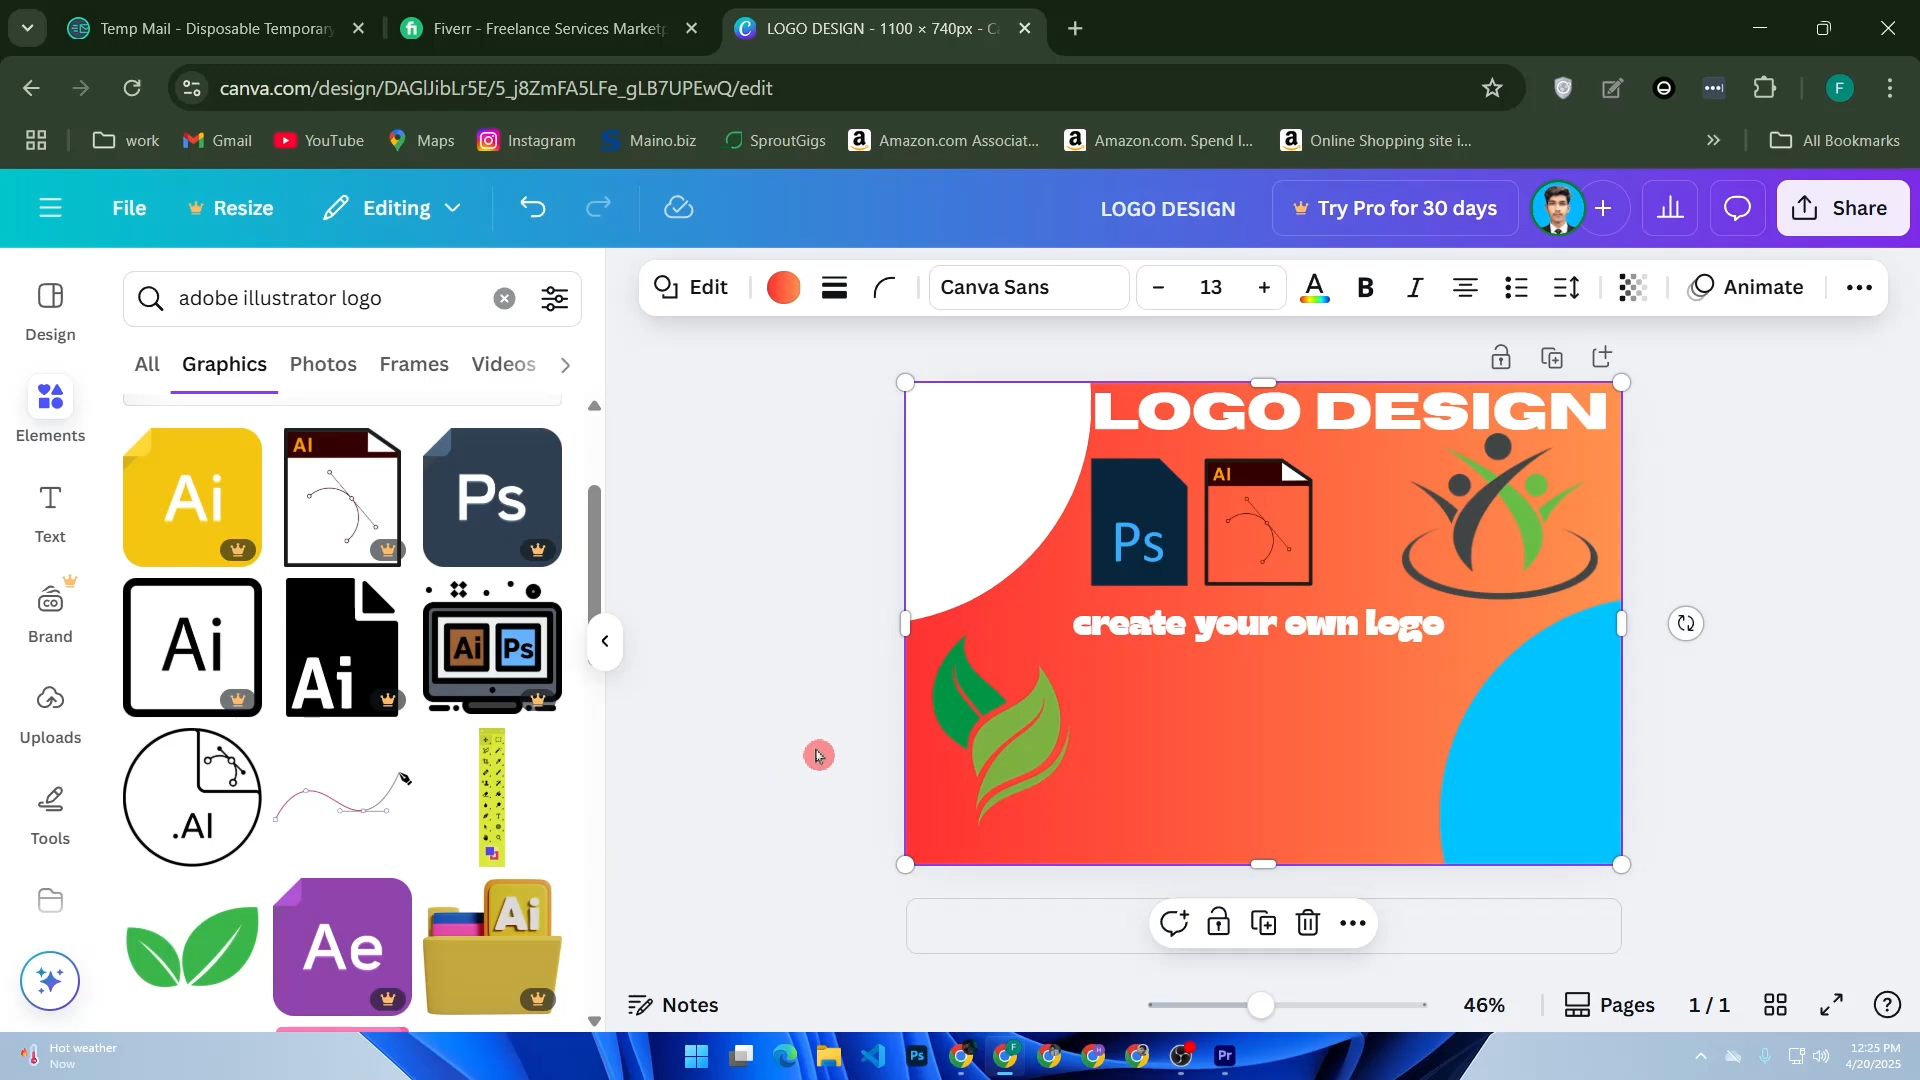 Temp Mail - Disposable Temporary
Fiverr - Freelance Services Marketp
LOGO DESIGN - 1100 × 740px - Ca
canva.com/design/DAGlJibLr5E/5_j8ZmFA5LFe_gLB7UPEwQ/edit
F
work
Gmail
YouTube
Maps
Instagram
Maino.biz
SproutGigs
Amazon.com Associat...
Amazon.com. Spend I...
Online Shopping site i...
All Bookmarks
File
Resize
Editing
LOGO DESIGN
Try Pro for 30 days
Share
Design
Elements
Text
Brand
Uploads
Tools
adobe illustrator logo
All
Graphics
Photos
Frames
Videos
Ai
AI
Ps
Ai
Ai
Ai
Ps
.AI
Ae
Ai
Edit
Canva Sans
13
Animate
LOGO DESIGN
Ps
AI
create your own logo
Notes
46%
Pages
1 / 1
Hot weather
Now
12:25 PM
4/20/2025